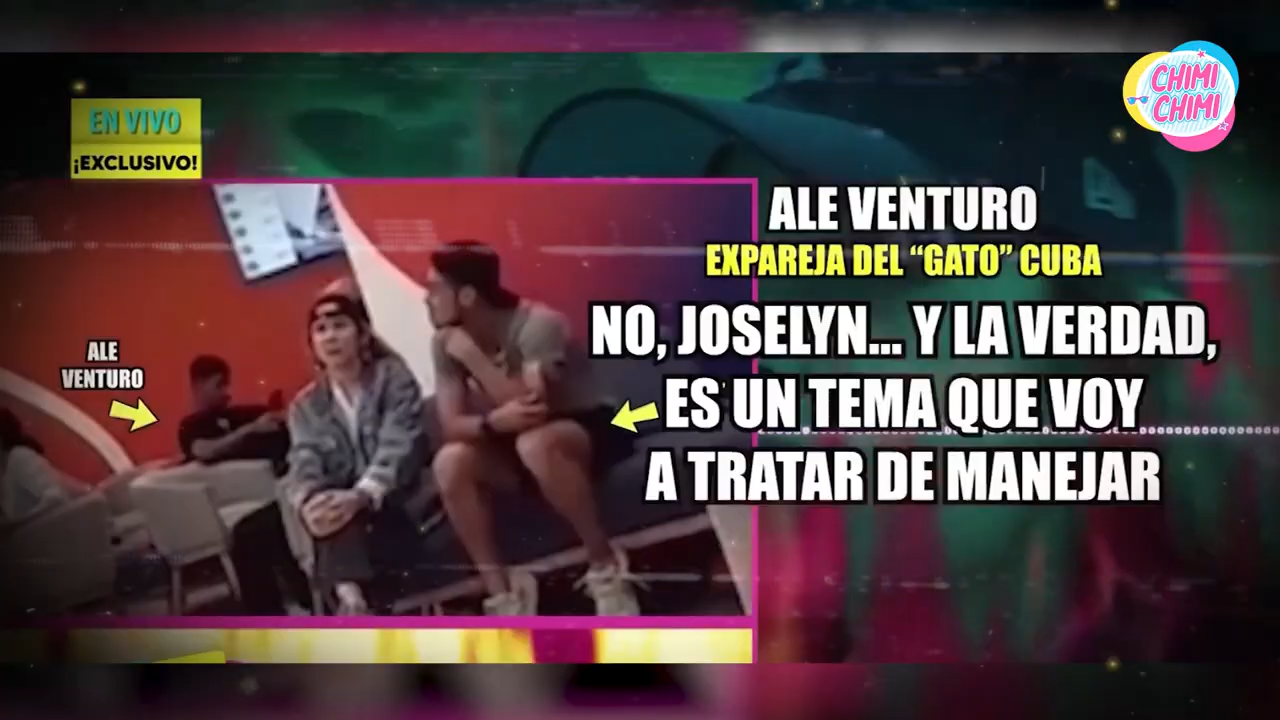 CHIMI
CHIMI
EN VIVO
¡EXCLUSIVO!
ALE VENTURO
EXPAREJA DEL “GATO” CUBA
NO, JOSELYN... Y LA VERDAD,
ES UN TEMA QUE VOY
A TRATAR DE MANEJAR
ALE
VENTURO